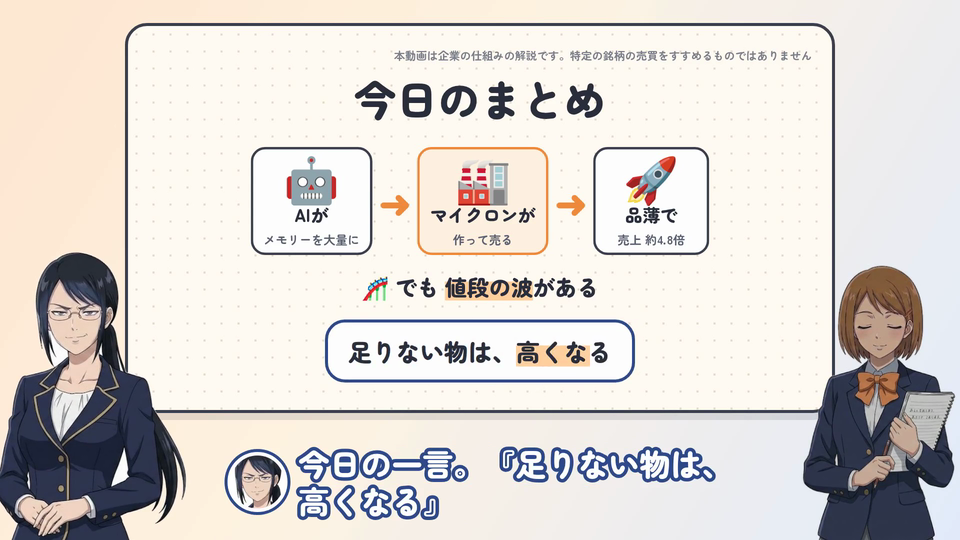 本動画は企業の仕組みの解説です。特定の銘柄の売買をすすめるものではありません
今日のまとめ
AIが
メモリーを大量に
マイクロンが
作って売る
品薄で
売上 約4.8倍
でも 値段の波がある
足りない物は、高くなる
今日の一言。『足りない物は、
高くなる』